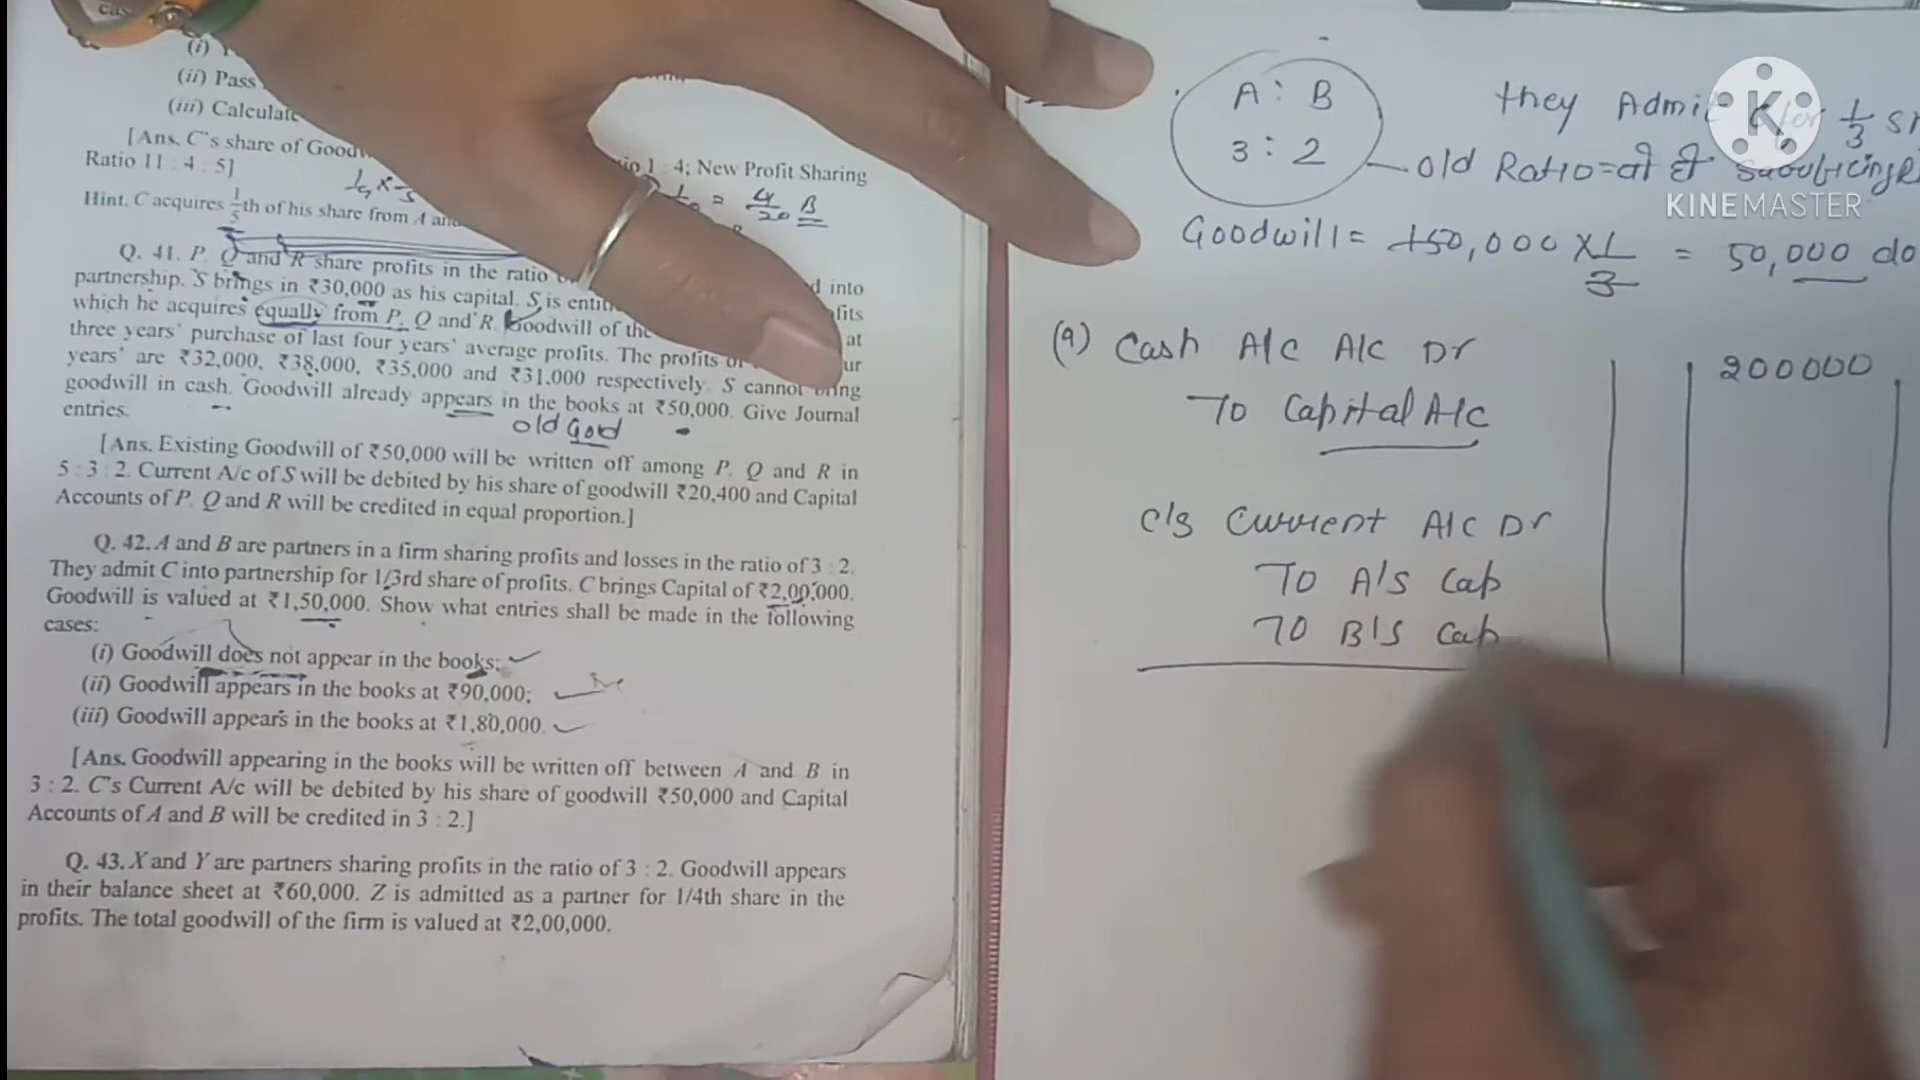 cas
(i) Y
(ii) Pass
(iii) Calculate
[Ans. C's share of Goodw
io 1 : 4; New Profit Sharing
Ratio 11 : 4 : 5]
= 4/20 B
Hint. C acquires 1/5th of his share from A and
Q. 41. P, Q and R share profits in the ratio
d into
partnership. S brings in ₹30,000 as his capital. S is entit
fits
which he acquires equally from P, Q and R. Goodwill of the
at
three years' purchase of last four years' average profits. The profits
ur
years' are ₹32,000, ₹38,000, ₹35,000 and ₹31,000 respectively. S cannot bring
goodwill in cash. Goodwill already appears in the books at ₹50,000. Give Journal
entries.
old Good
[Ans. Existing Goodwill of ₹50,000 will be written off among P, Q and R in
5 : 3 : 2. Current A/c of S will be debited by his share of goodwill ₹20,400 and Capital
Accounts of P, Q and R will be credited in equal proportion.]
Q. 42. A and B are partners in a firm sharing profits and losses in the ratio of 3 : 2.
They admit C into partnership for 1/3rd share of profits. C brings Capital of ₹2,00,000.
Goodwill is valued at ₹1,50,000. Show what entries shall be made in the following
cases:
(i) Goodwill does not appear in the books;
(ii) Goodwill appears in the books at ₹90,000;
(iii) Goodwill appears in the books at ₹1,80,000.
[Ans. Goodwill appearing in the books will be written off between A and B in
3 : 2. C's Current A/c will be debited by his share of goodwill ₹50,000 and Capital
Accounts of A and B will be credited in 3 : 2.]
Q. 43. X and Y are partners sharing profits in the ratio of 3 : 2. Goodwill appears
in their balance sheet at ₹60,000. Z is admitted as a partner for 1/4th share in the
profits. The total goodwill of the firm is valued at ₹2,00,000.
A : B
3 : 2
they Admit for 1/3 sh
old Ratio =
K
KINEMASTER
Goodwill = 150,000 X 1/3 = 50,000 do
(a) Cash A/c A/c Dr
200000
To Capital A/c
c's Current A/c Dr
To A's Cap
To B's Cap